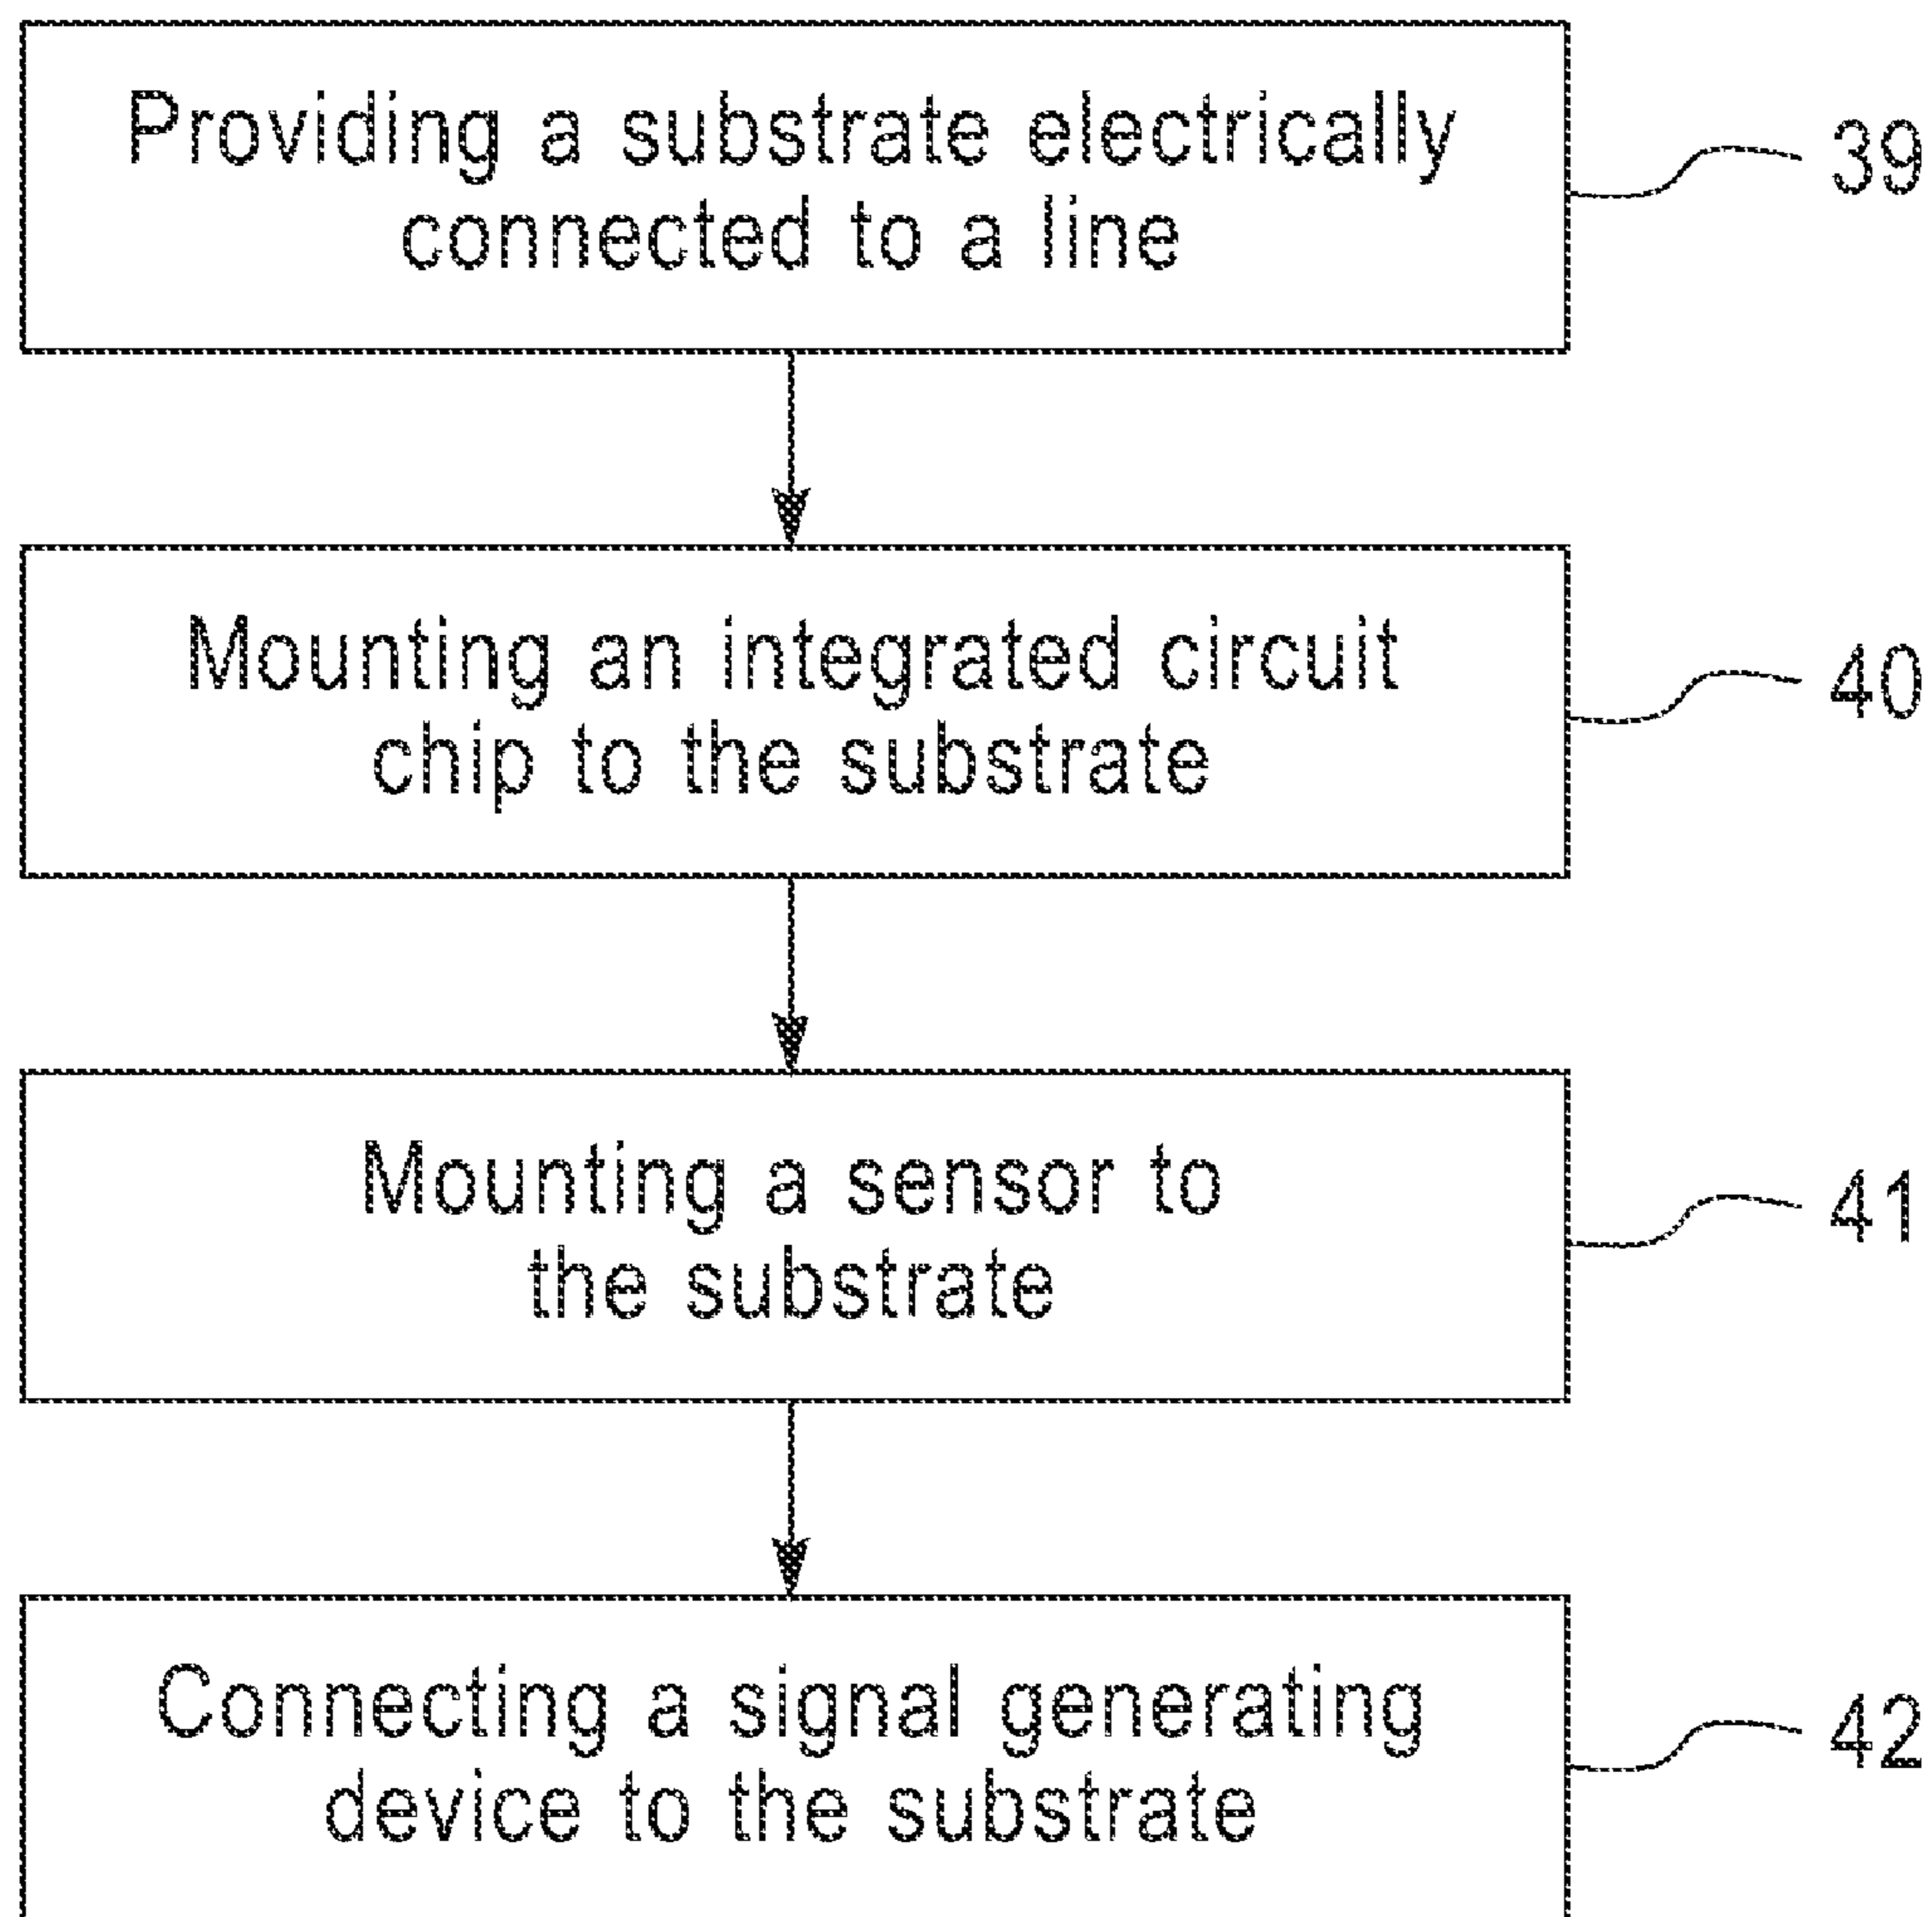 Providing a substrate electrically
connected to a line
39
Mounting an integrated circuit
chip to the substrate
40
Mounting a sensor to
the substrate
41
Connecting a signal generating
device to the substrate
42